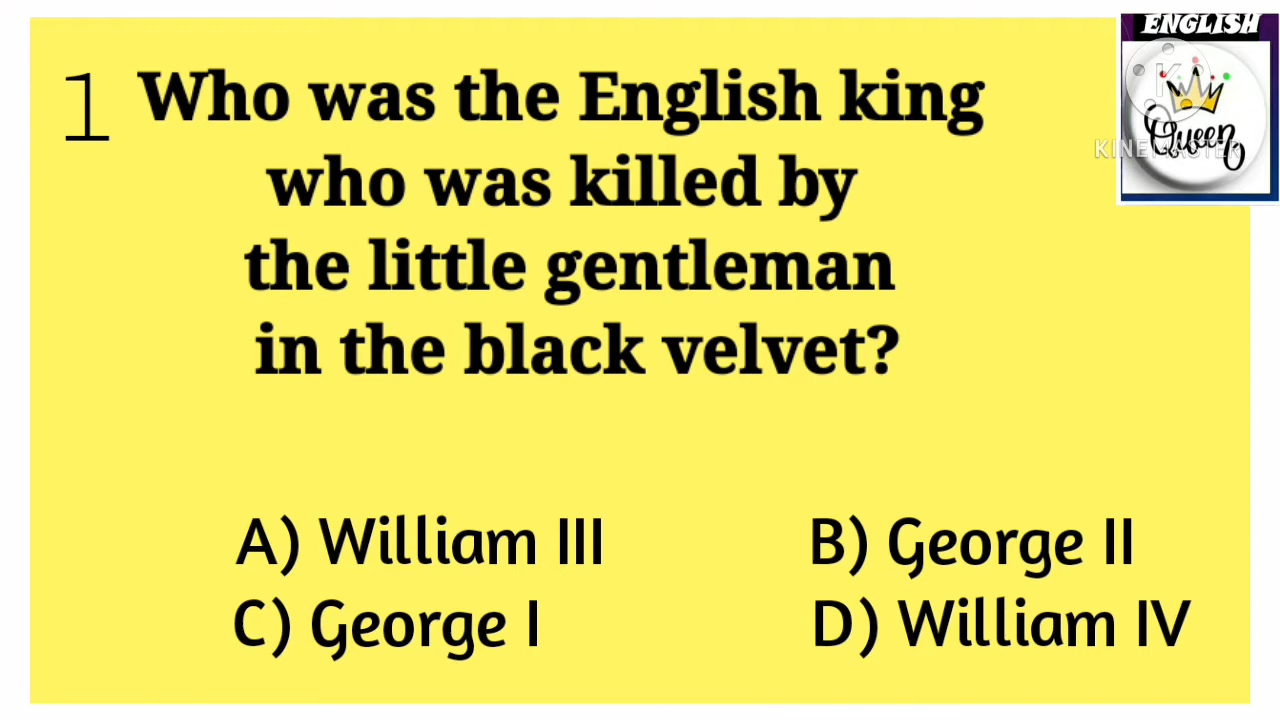 ENGLISH
Queen
KINEMASTER
1 Who was the English king
who was killed by
the little gentleman
in the black velvet?
A) William III B) George II
C) George I D) William IV